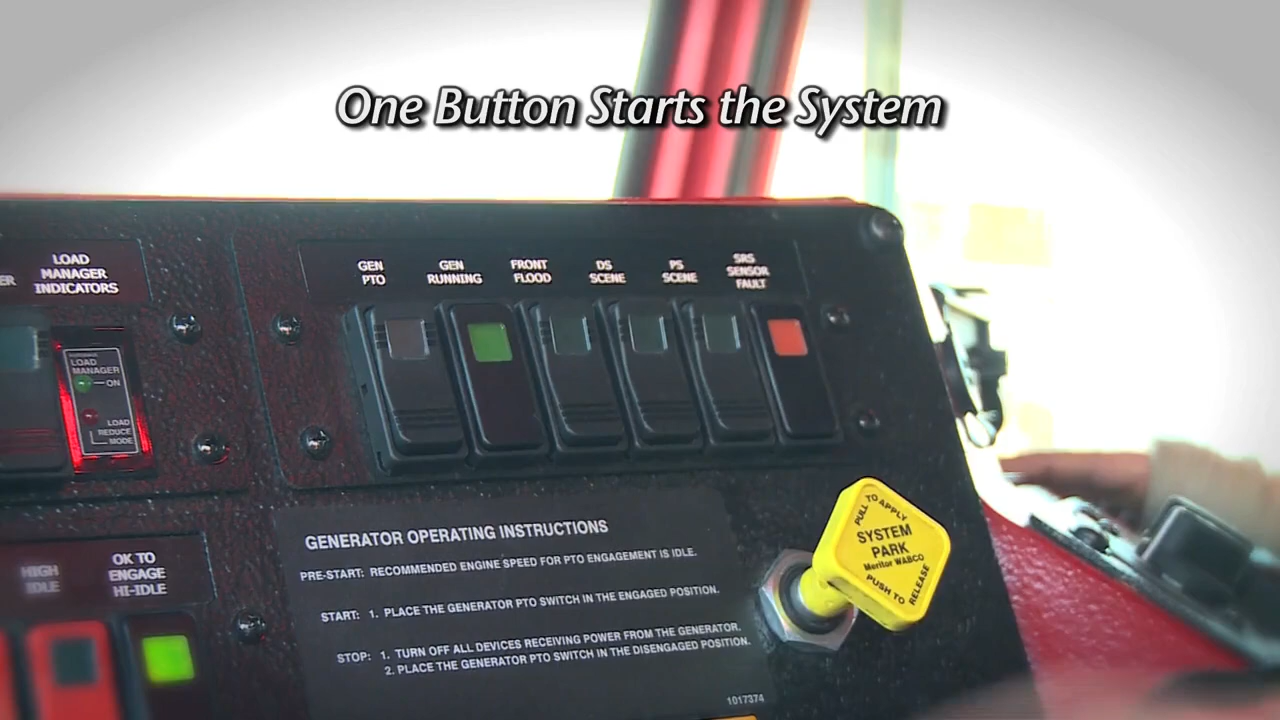 One Button Starts the System
LOAD
MANAGER
INDICATORS
GEN
PTO
GEN
RUNNING
FRONT
FLOOD
DS
SCENE
PS
SCENE
SRS
SENSOR
FAULT
LOAD
MANAGER
ON
LOAD
REDUCE
MODE
HIGH
IDLE
OK TO
ENGAGE
HI-IDLE
GENERATOR OPERATING INSTRUCTIONS
PRE-START: RECOMMENDED ENGINE SPEED FOR PTO ENGAGEMENT IS IDLE.
START: 1. PLACE THE GENERATOR PTO SWITCH IN THE ENGAGED POSITION.
STOP: 1. TURN OFF ALL DEVICES RECEIVING POWER FROM THE GENERATOR.
2. PLACE THE GENERATOR PTO SWITCH IN THE DISENGAGED POSITION.
1017374
PULL TO APPLY
SYSTEM
PARK
Meritor WABCO
PUSH TO
RELEASE